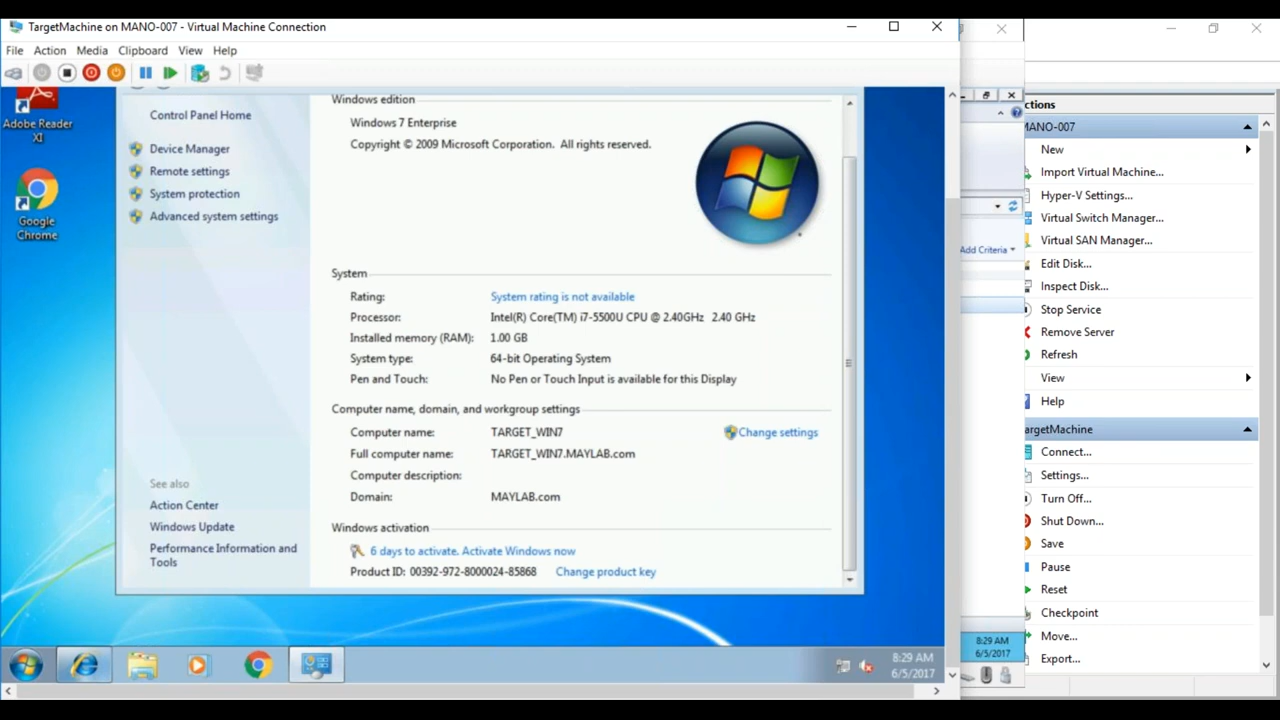 TargetMachine on MANO-007 - Virtual Machine Connection
File Action Media Clipboard View Help
Adobe Reader
XI
Google
Chrome
Control Panel Home
Device Manager
Remote settings
System protection
Advanced system settings
See also
Action Center
Windows Update
Performance Information and
Tools
Windows edition
Windows 7 Enterprise
Copyright © 2009 Microsoft Corporation. All rights reserved.
System
Rating: System rating is not available
Processor: Intel(R) Core(TM) i7-5500U CPU @ 2.40GHz 2.40 GHz
Installed memory (RAM): 1.00 GB
System type: 64-bit Operating System
Pen and Touch: No Pen or Touch Input is available for this Display
Computer name, domain, and workgroup settings
Computer name: TARGET_WIN7 Change settings
Full computer name: TARGET_WIN7.MAYLAB.com
Computer description:
Domain: MAYLAB.com
Windows activation
6 days to activate. Activate Windows now
Product ID: 00392-972-8000024-85868 Change product key
8:29 AM
6/5/2017
Add Criteria
8:29 AM
6/5/2017
ctions
MANO-007
New
Import Virtual Machine...
Hyper-V Settings...
Virtual Switch Manager...
Virtual SAN Manager...
Edit Disk...
Inspect Disk...
Stop Service
Remove Server
Refresh
View
Help
argetMachine
Connect...
Settings...
Turn Off...
Shut Down...
Save
Pause
Reset
Checkpoint
Move...
Export...